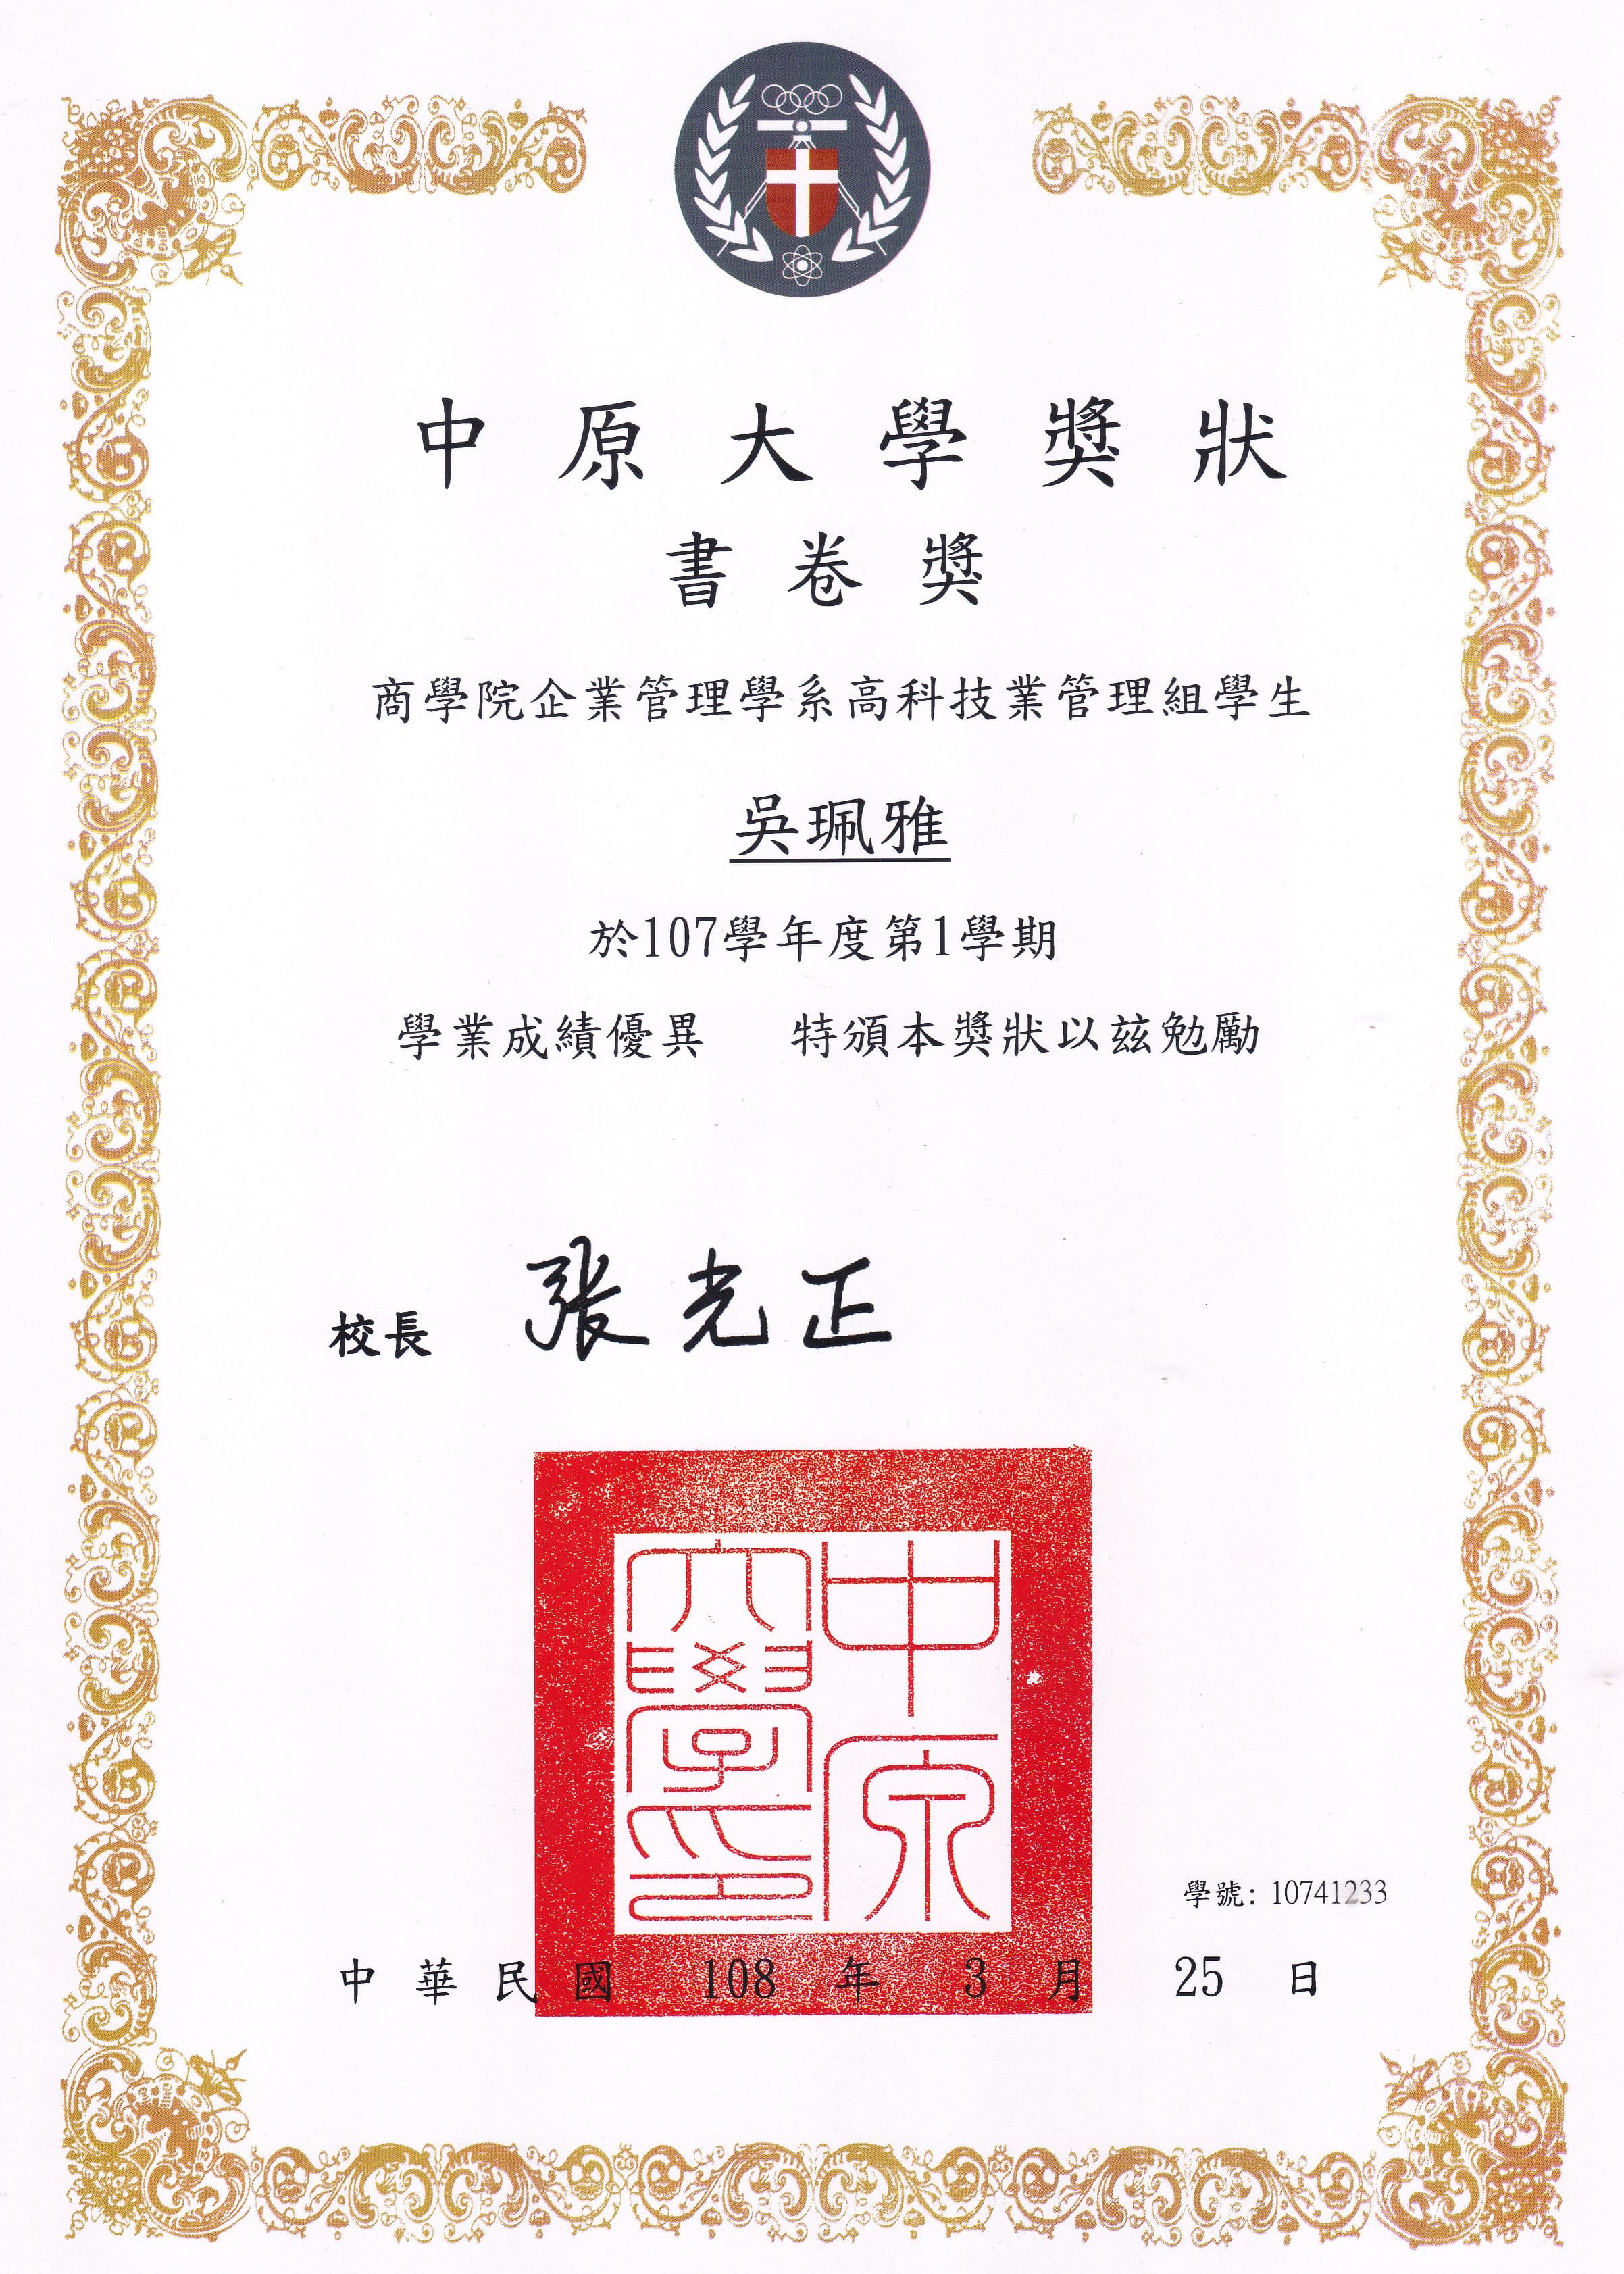 中原大學獎狀
書卷獎
商學院企業管理學系高科技業管理組學生
吳珮雅
於107學年度第1學期
學業成績優異 特頒本獎狀以茲勉勵
校長 張光正
中原大學印
學號：10741233
中華民國 108 年 3 月 25 日